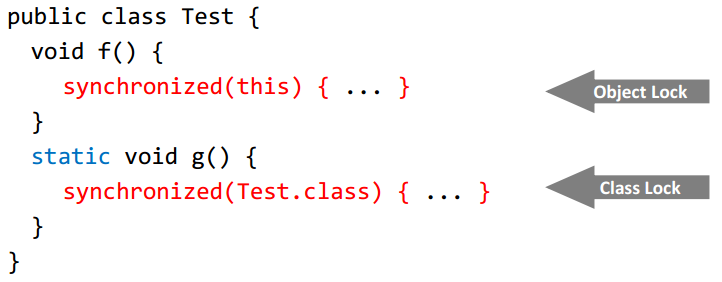 public class Test {
  void f() {
    synchronized(this) { ... }
Object Lock
  }
  static void g() {
    synchronized(Test.class) { ... }
Class Lock
  }
}